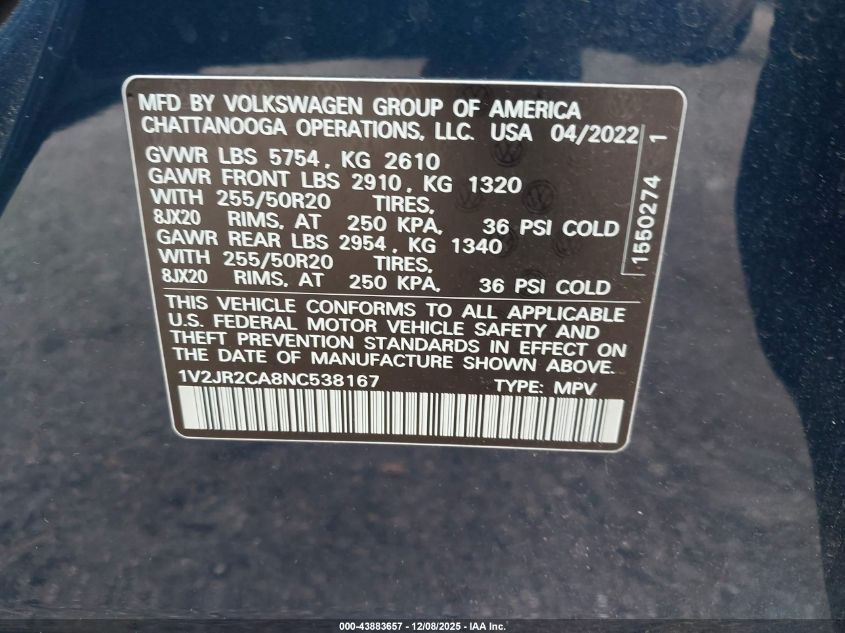 MFD BY VOLKSWAGEN GROUP OF AMERICA
CHATTANOOGA OPERATIONS, LLC. USA 04/2022
GVWR LBS 5754, KG 2610
GAWR FRONT LBS 2910, KG 1320
WITH 255/50R20 TIRES,
8JX20 RIMS, AT 250 KPA, 36 PSI COLD
GAWR REAR LBS 2954, KG 1340
WITH 255/50R20 TIRES,
8JX20 RIMS, AT 250 KPA, 36 PSI COLD
1550274 1
THIS VEHICLE CONFORMS TO ALL APPLICABLE
U.S. FEDERAL MOTOR VEHICLE SAFETY AND
THEFT PREVENTION STANDARDS IN EFFECT ON
THE DATE OF MANUFACTURE SHOWN ABOVE.
1V2JR2CA8NC538167 TYPE: MPV
000-43883657 - 12/08/2025 - IAA Inc.